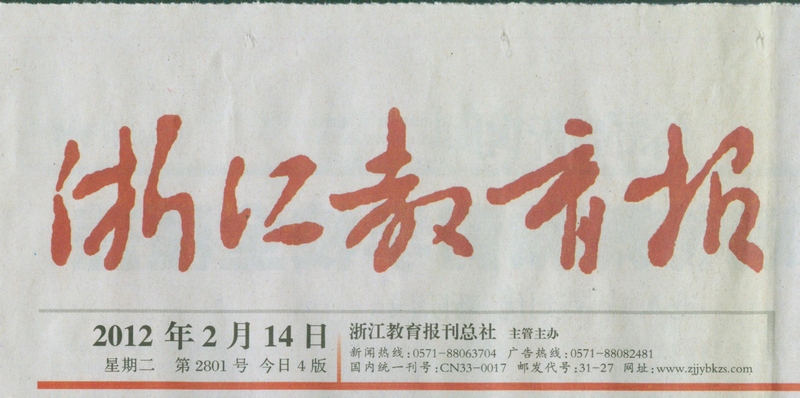 浙江教育报
2012年2月14日
星期二 第2801号 今日4版
浙江教育报刊总社 主管主办
新闻热线:0571-88063704 广告热线:0571-88082481
国内统一刊号:CN33-0017 邮发代号:31-27 网址:www.zjjybkzs.com